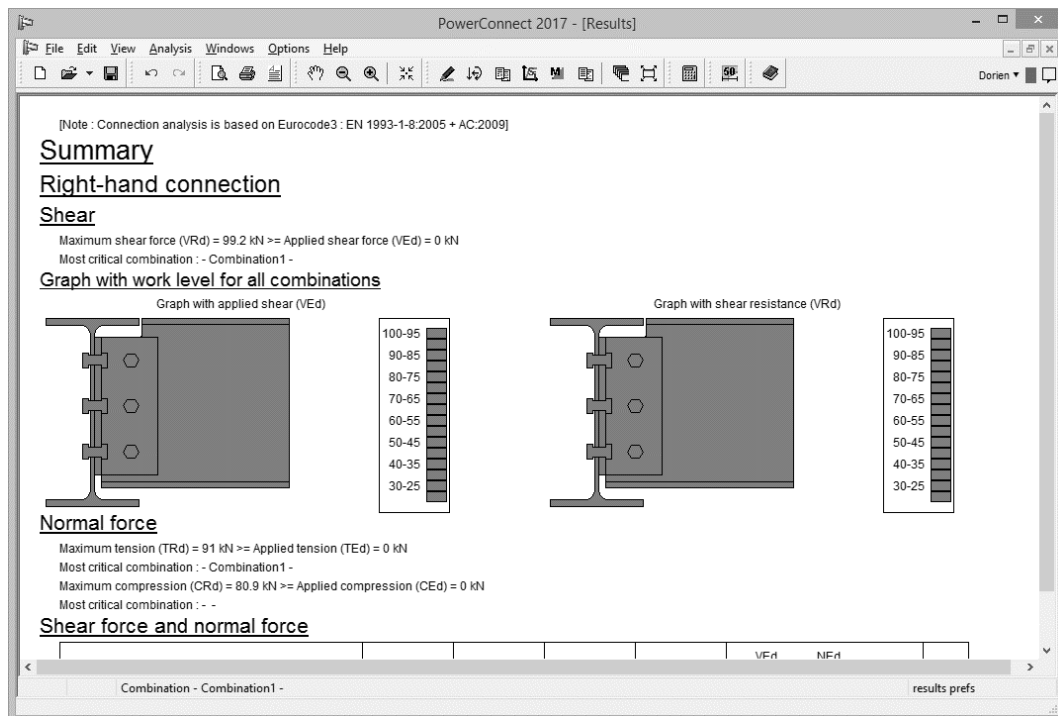 PowerConnect 2017 - [Results]
File Edit View Analysis Windows Options Help
50
Dorien
[Note : Connection analysis is based on Eurocode3 : EN 1993-1-8:2005 + AC:2009]
Summary
Right-hand connection
Shear
Maximum shear force (VRd) = 99.2 kN >= Applied shear force (VEd) = 0 kN
Most critical combination : - Combination1 -
Graph with work level for all combinations
Graph with applied shear (VEd)
100-95
90-85
80-75
70-65
60-55
50-45
40-35
30-25
Graph with shear resistance (VRd)
100-95
90-85
80-75
70-65
60-55
50-45
40-35
30-25
Normal force
Maximum tension (TRd) = 91 kN >= Applied tension (TEd) = 0 kN
Most critical combination : - Combination1 -
Maximum compression (CRd) = 80.9 kN >= Applied compression (CEd) = 0 kN
Most critical combination : - -
Shear force and normal force
VEd NEd
Combination - Combination1 - results prefs